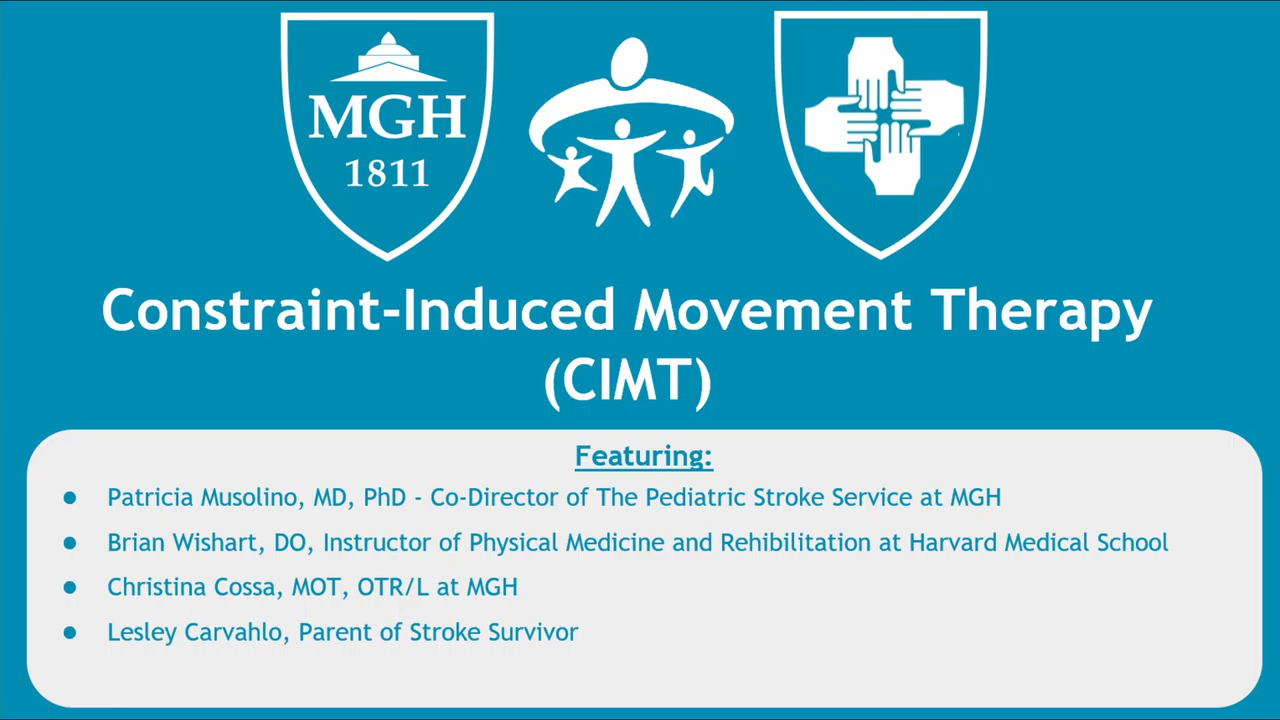 MGH
1811
Constraint-Induced Movement Therapy
(CIMT)
Featuring:
● Patricia Musolino, MD, PhD - Co-Director of The Pediatric Stroke Service at MGH
● Brian Wishart, DO, Instructor of Physical Medicine and Rehibilitation at Harvard Medical School
● Christina Cossa, MOT, OTR/L at MGH
● Lesley Carvahlo, Parent of Stroke Survivor